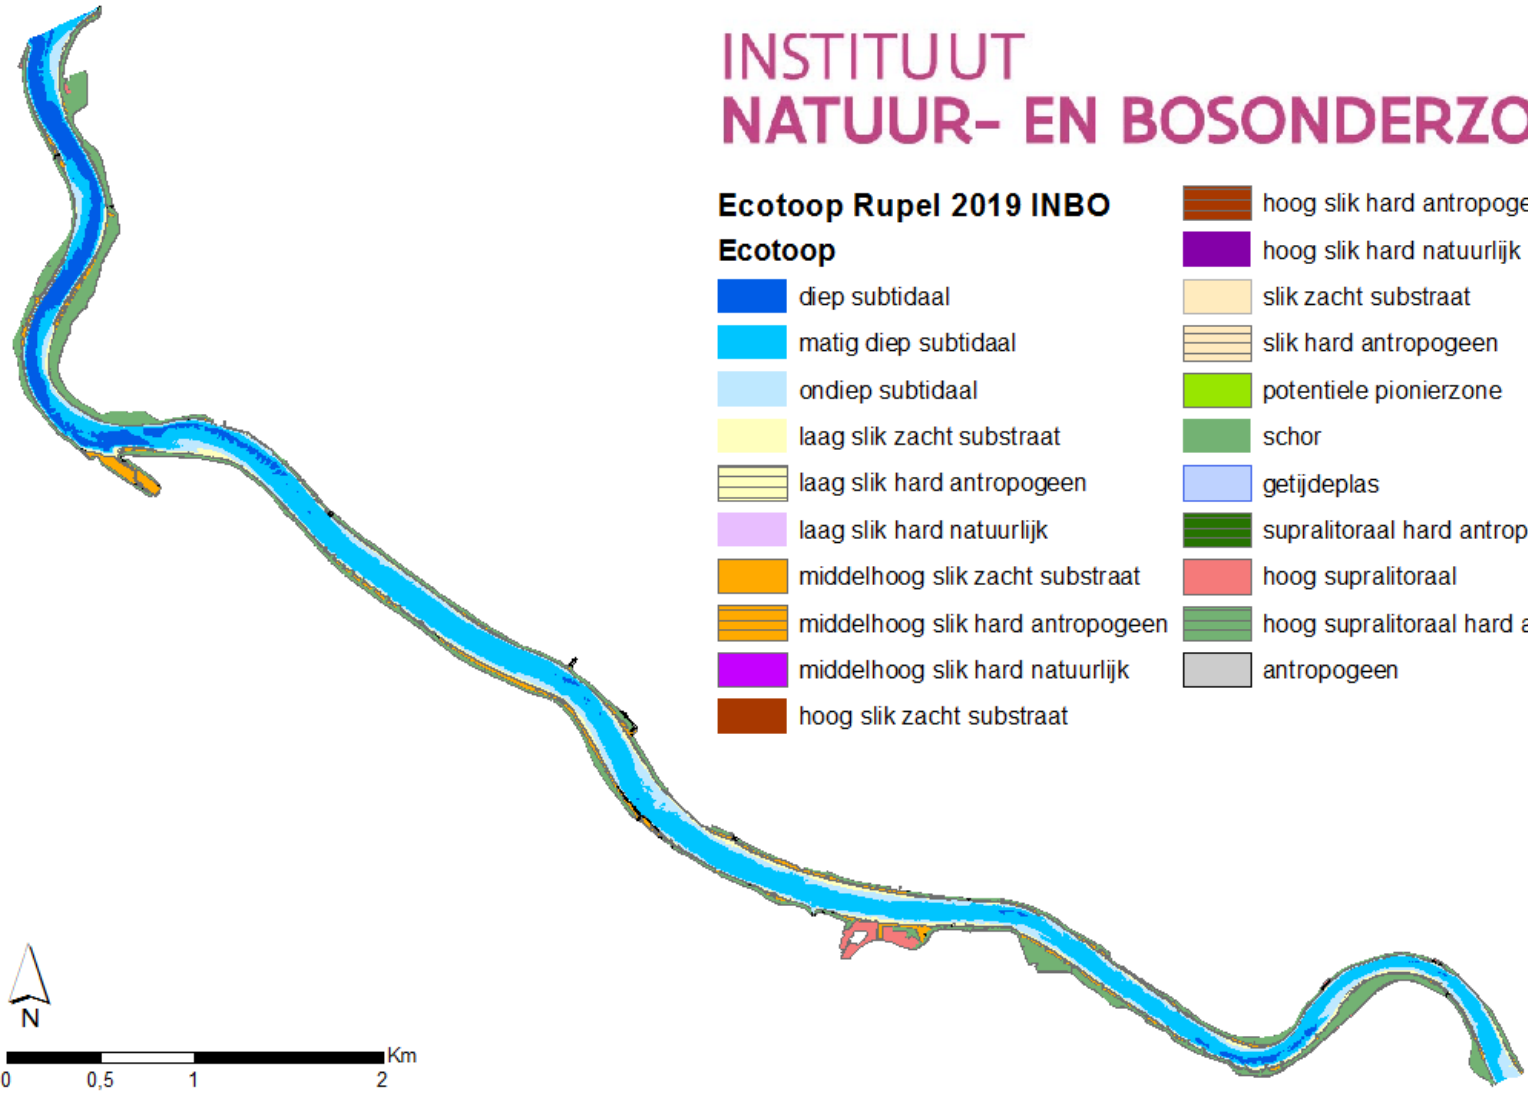 INSTITUUT
NATUUR- EN BOSONDERZO
Ecotoop Rupel 2019 INBO
Ecotoop
diep subtidaal
matig diep subtidaal
ondiep subtidaal
laag slik zacht substraat
laag slik hard antropogeen
laag slik hard natuurlijk
middelhoog slik zacht substraat
middelhoog slik hard antropogeen
middelhoog slik hard natuurlijk
hoog slik zacht substraat
hoog slik hard antropoge
hoog slik hard natuurlijk
slik zacht substraat
slik hard antropogeen
potentiele pionierzone
schor
getijdeplas
supralitoraal hard antrop
hoog supralitoraal
hoog supralitoraal hard a
antropogeen
N
Km
0 0,5 1 2